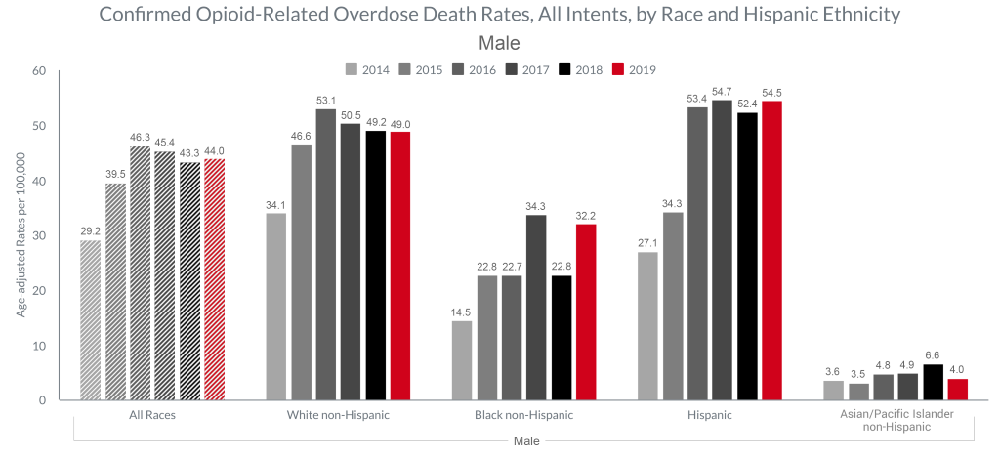 Confirmed Opioid-Related Overdose Death Rates, All Intents, by Race and Hispanic Ethnicity
Male
2014 2015 2016 2017 2018 2019
Age-adjusted Rates per 100,000
60
50
40
30
20
10
0
29.2 39.5 46.3 45.4 43.3 44.0
34.1 46.6 53.1 50.5 49.2 49.0
14.5 22.8 22.7 34.3 22.8 32.2
27.1 34.3 53.4 54.7 52.4 54.5
3.6 3.5 4.8 4.9 6.6 4.0
All Races
White non-Hispanic
Black non-Hispanic
Hispanic
Asian/Pacific Islander
non-Hispanic
Male